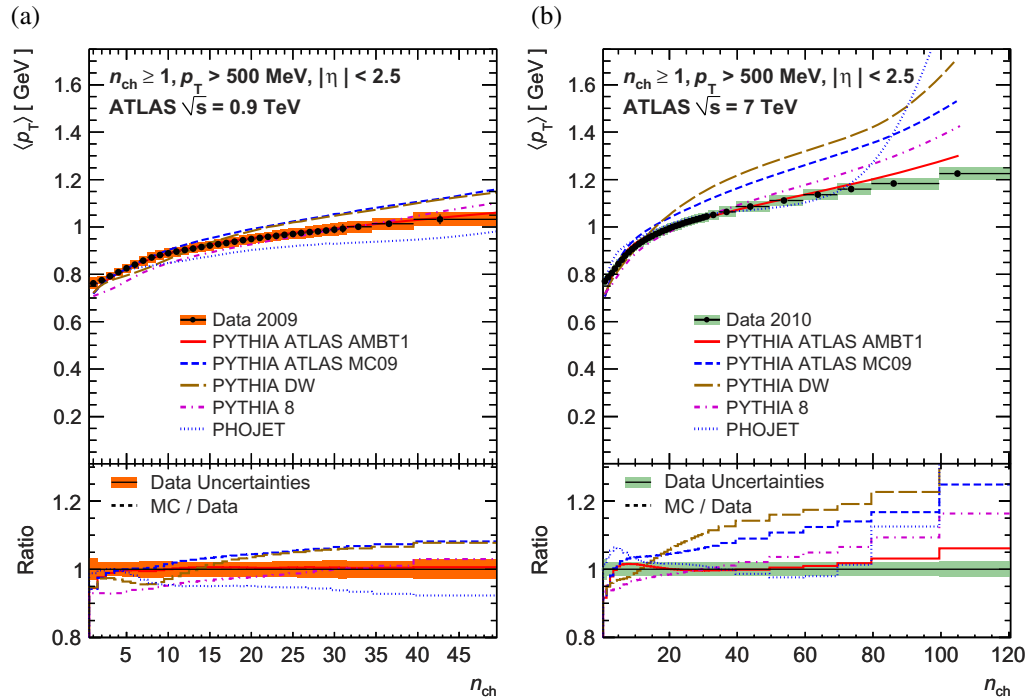 (a)
(b)
⟨p_T⟩ [ GeV]
1.6
1.4
1.2
1
0.8
0.6
0.4
0.2
n_ch ≥ 1, p_T > 500 MeV, | η | < 2.5
ATLAS √s = 0.9 TeV
Data 2009
PYTHIA ATLAS AMBT1
PYTHIA ATLAS MC09
PYTHIA DW
PYTHIA 8
PHOJET
Ratio
1.2
1
0.8
Data Uncertainties
MC / Data
5 10 15 20 25 30 35 40 45
n_ch
⟨p_T⟩ [ GeV]
1.6
1.4
1.2
1
0.8
0.6
0.4
0.2
n_ch ≥ 1, p_T > 500 MeV, | η | < 2.5
ATLAS √s = 7 TeV
Data 2010
PYTHIA ATLAS AMBT1
PYTHIA ATLAS MC09
PYTHIA DW
PYTHIA 8
PHOJET
Ratio
1.2
1
0.8
Data Uncertainties
MC / Data
20 40 60 80 100 120
n_ch